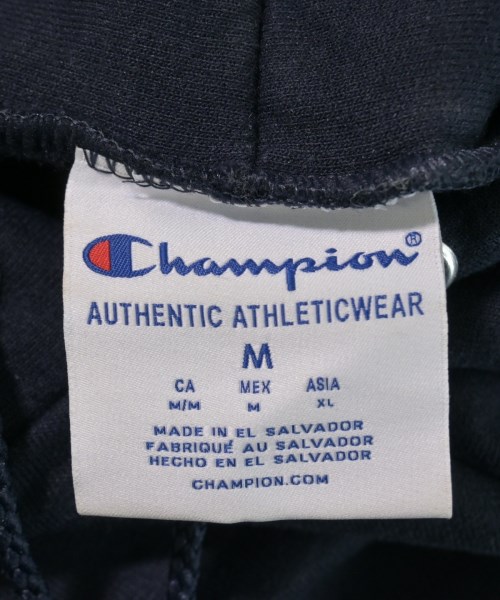 Champion®
AUTHENTIC ATHLETICWEAR
M
CA MEX ASIA
M/M M XL
MADE IN EL SALVADOR
FABRIQUÉ AU SALVADOR
HECHO EN EL SALVADOR
CHAMPION.COM